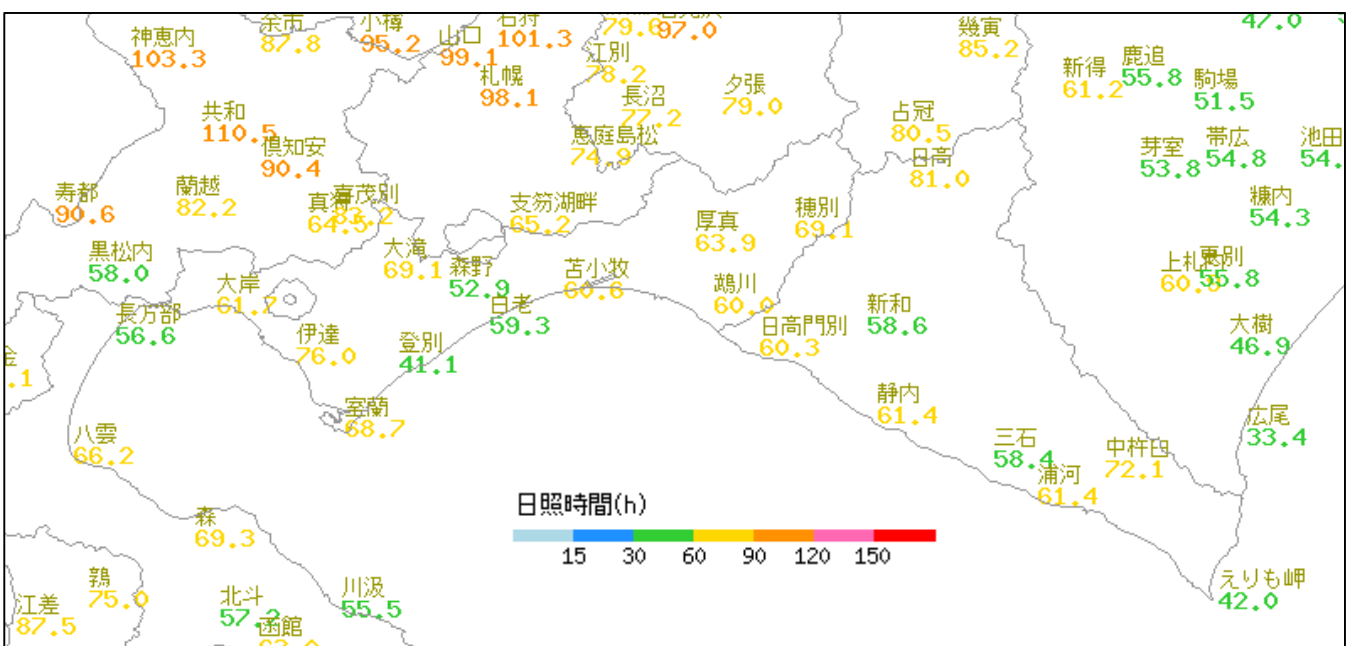 余市
87.8
小樽
95.2
石狩
101.3
79.6
97.0
幾寅
85.2
47.0
神恵内
103.3
山口
99.1
江別
78.2
新得
61.2
鹿追
55.8
札幌
98.1
長沼
77.2
夕張
79.0
駒場
51.5
共和
110.5
占冠
80.5
倶知安
90.4
恵庭島松
74.9
日高
81.0
芽室
53.8
帯広
54.8
池田
54.
寿都
90.6
蘭越
82.2
真狩
64.5
喜茂別
83.2
支笏湖畔
65.2
厚真
63.9
穂別
69.1
糠内
54.3
黒松内
58.0
大滝
69.1
森野
52.9
苫小牧
60.6
上札内
60.0
更別
55.8
大岸
61.7
鵡川
60.0
長万部
56.6
白老
59.3
日高門別
60.3
新和
58.6
大樹
46.9
金
.1
伊達
76.0
登別
41.1
室蘭
68.7
静内
61.4
広尾
33.4
八雲
66.2
三石
58.4
浦河
61.4
中杵臼
72.1
森
69.3
日照時間(h)
15 30 60 90 120 150
鶉
75.0
江差
87.5
北斗
57.2
函館
川汲
55.5
えりも岬
42.0